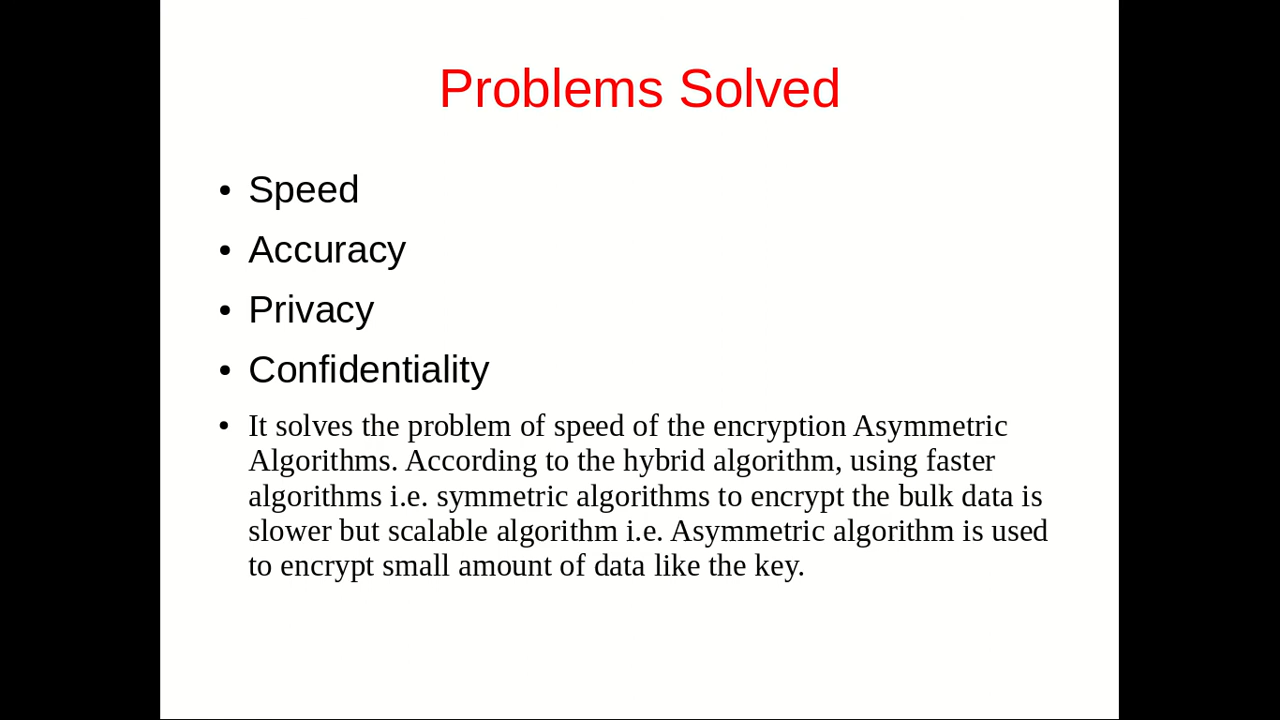 Problems Solved
• Speed
• Accuracy
• Privacy
• Confidentiality
• It solves the problem of speed of the encryption Asymmetric
Algorithms. According to the hybrid algorithm, using faster
algorithms i.e. symmetric algorithms to encrypt the bulk data is
slower but scalable algorithm i.e. Asymmetric algorithm is used
to encrypt small amount of data like the key.